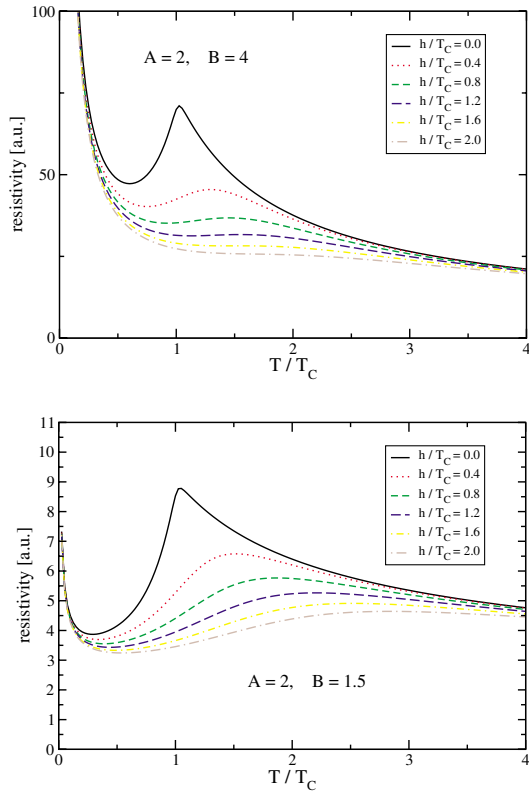 100
50
0
resistivity [a.u.]
A = 2, B = 4
h / T_C = 0.0
h / T_C = 0.4
h / T_C = 0.8
h / T_C = 1.2
h / T_C = 1.6
h / T_C = 2.0
0 1 2 3 4
T / T_C
11
10
9
8
7
6
5
4
3
2
1
0
resistivity [a.u.]
h / T_C = 0.0
h / T_C = 0.4
h / T_C = 0.8
h / T_C = 1.2
h / T_C = 1.6
h / T_C = 2.0
A = 2, B = 1.5
0 1 2 3 4
T / T_C